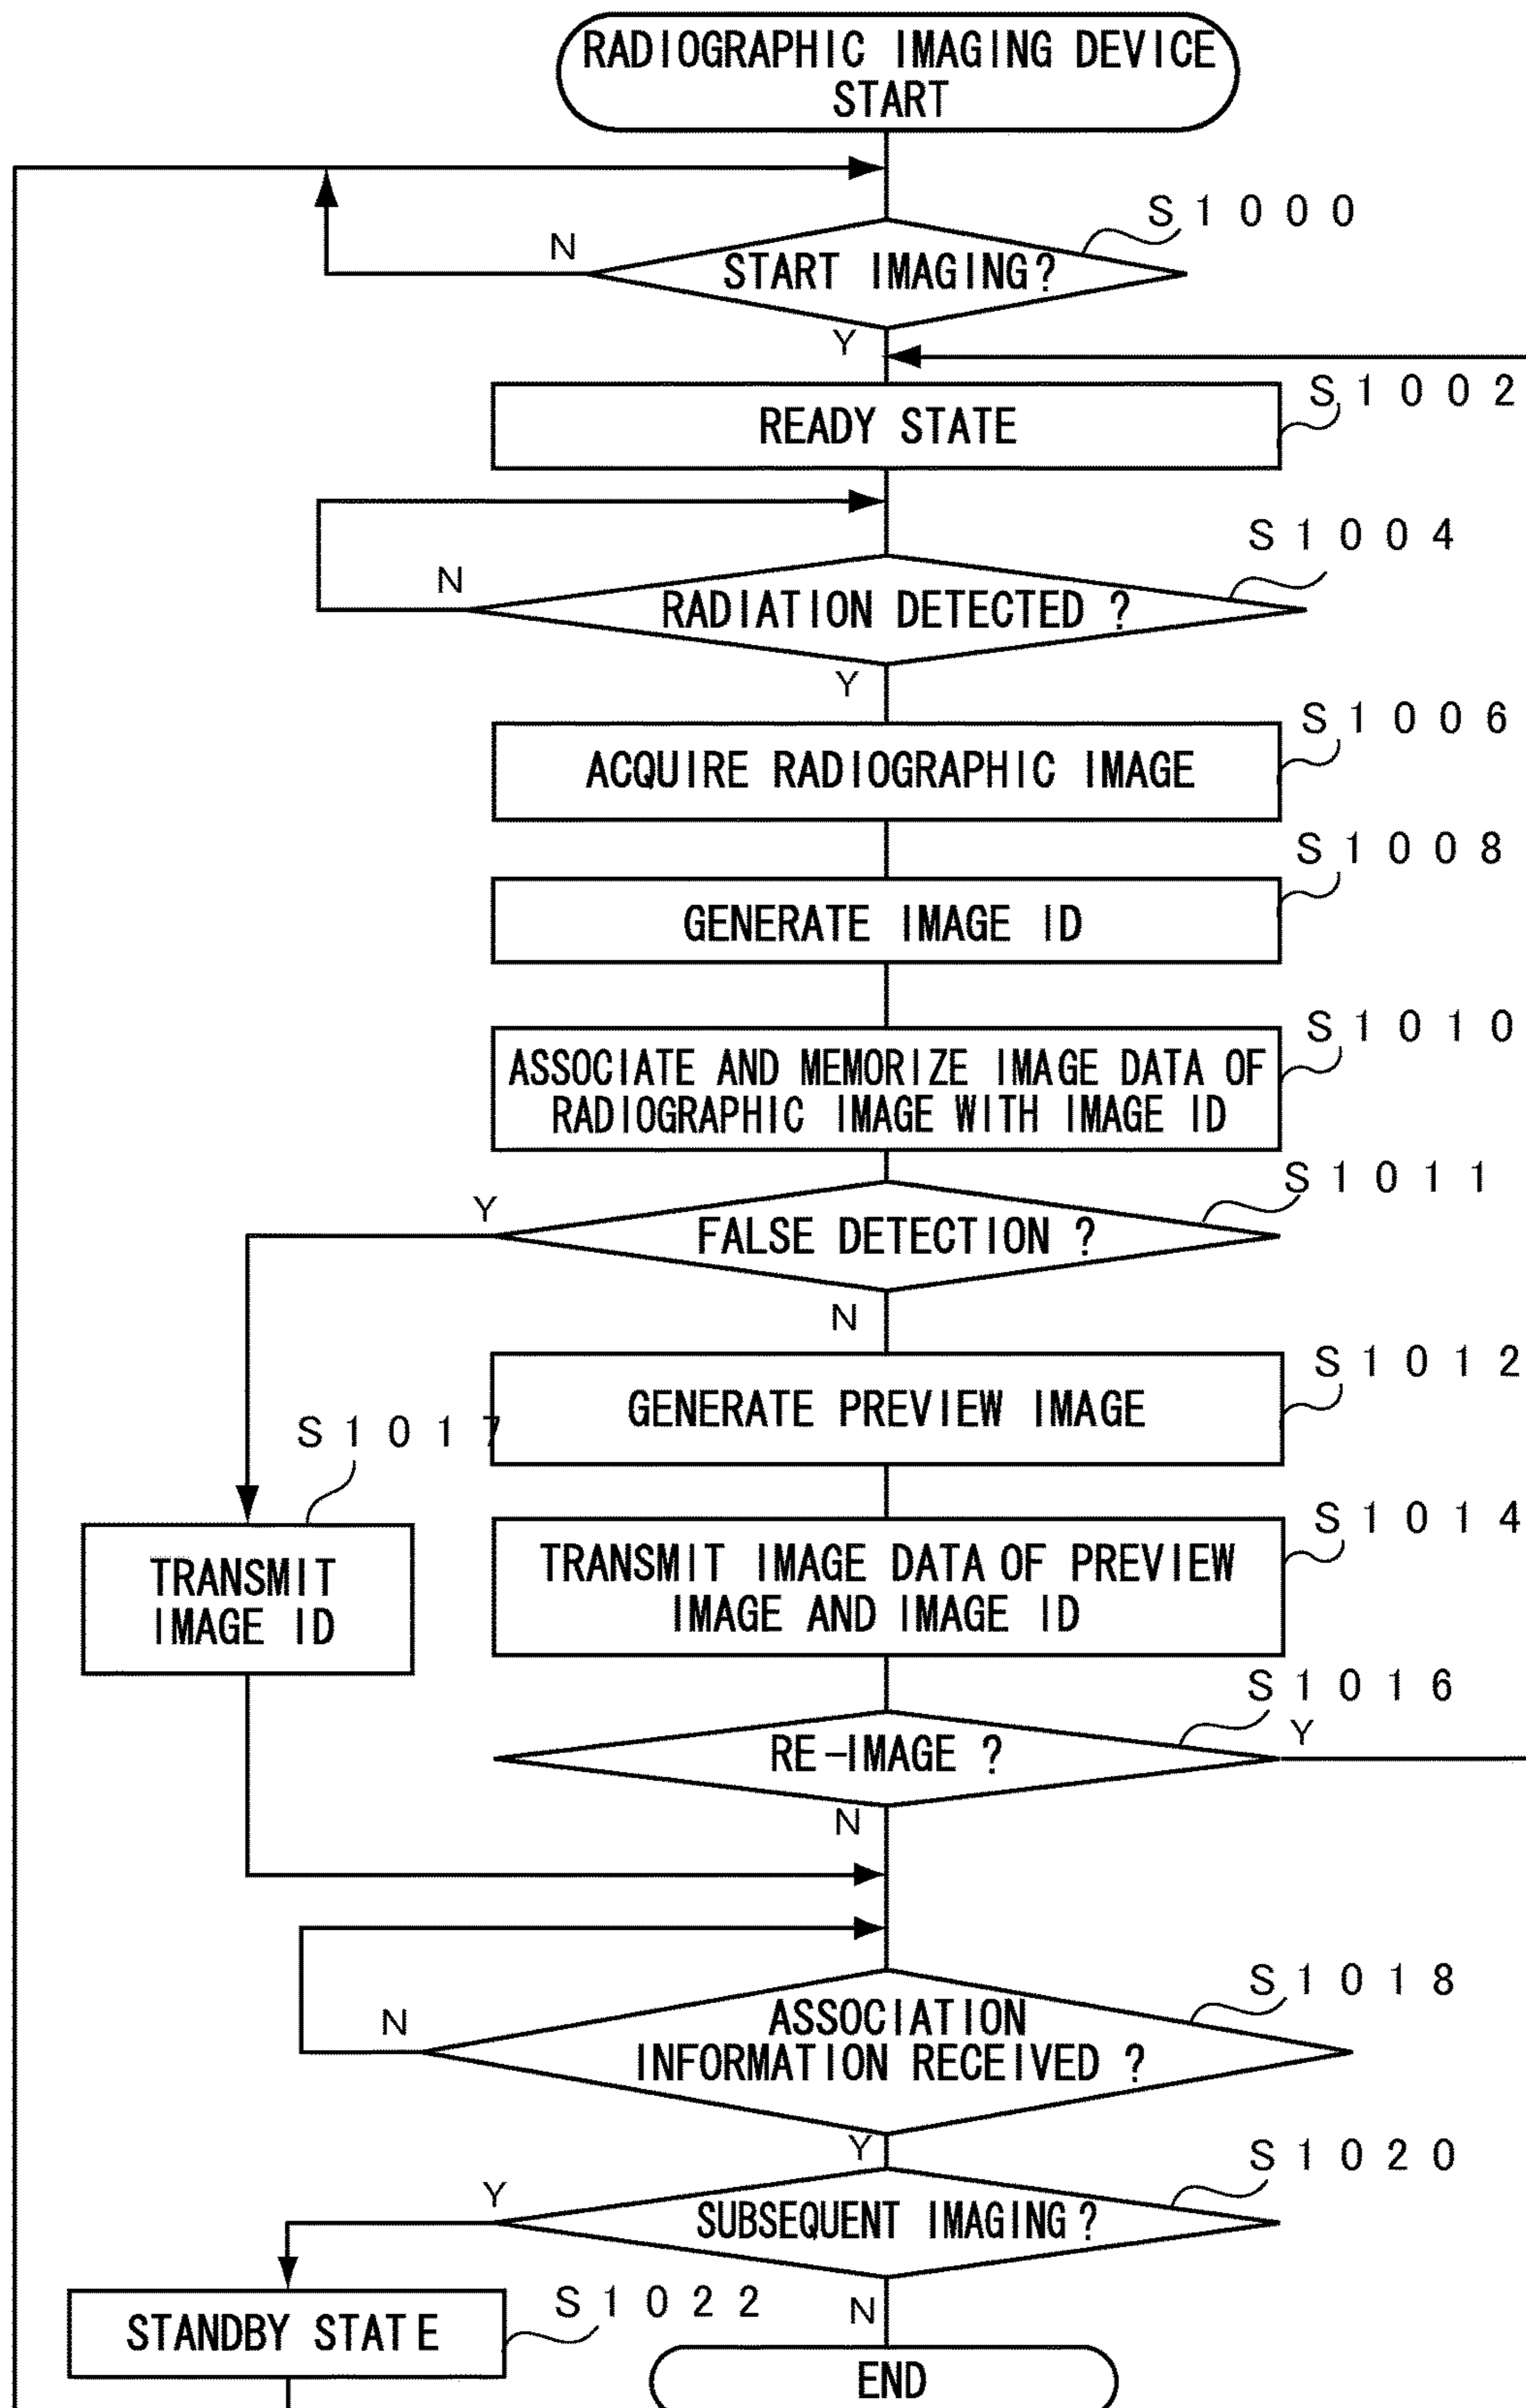 RADIOGRAPHIC IMAGING DEVICE
START
S1000
N
START IMAGING?
Y
S1002
READY STATE
S1004
N
RADIATION DETECTED ?
Y
S1006
ACQUIRE RADIOGRAPHIC IMAGE
S1008
GENERATE IMAGE ID
S1010
ASSOCIATE AND MEMORIZE IMAGE DATA OF
RADIOGRAPHIC IMAGE WITH IMAGE ID
S1011
Y
FALSE DETECTION ?
N
S1012
GENERATE PREVIEW IMAGE
S1017
S1014
TRANSMIT
IMAGE ID
TRANSMIT IMAGE DATA OF PREVIEW
IMAGE AND IMAGE ID
S1016
Y
RE-IMAGE ?
N
S1018
N
ASSOCIATION
INFORMATION RECEIVED ?
Y
S1020
Y
SUBSEQUENT IMAGING?
S1022
N
STANDBY STATE
END